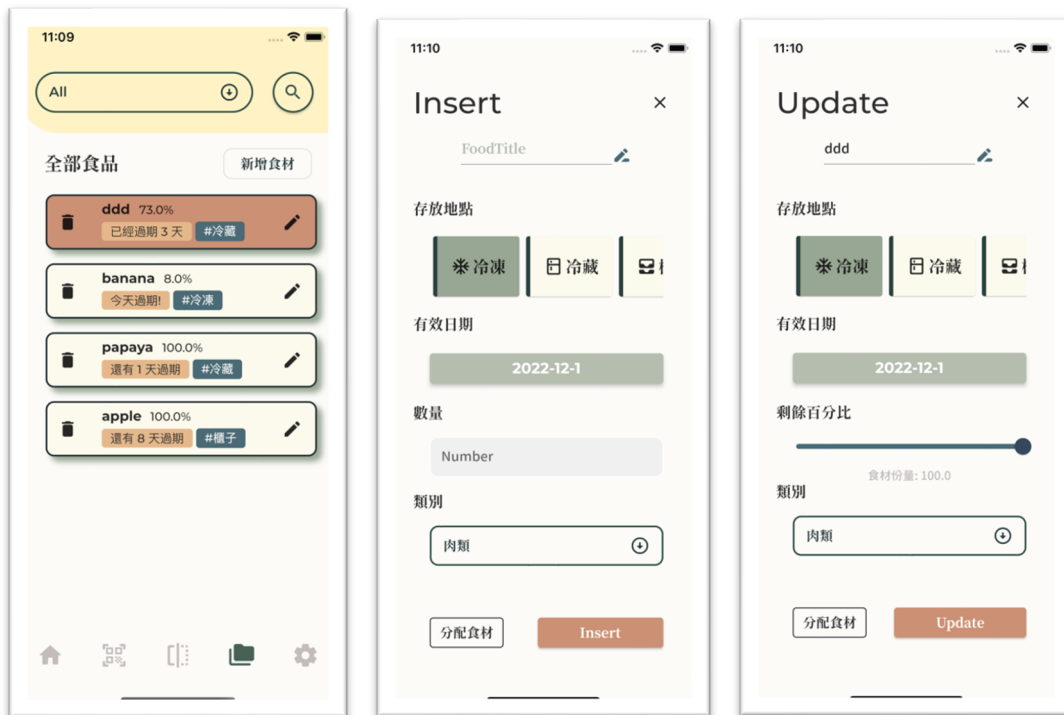 11:09
All
全部食品
新增食材
ddd 73.0%
已經過期 3 天 #冷藏
banana 8.0%
今天過期! #冷凍
papaya 100.0%
還有 1 天過期 #冷藏
apple 100.0%
還有 8 天過期 #櫃子
11:10
Insert
FoodTitle
存放地點
冷凍 冷藏
有效日期
2022-12-1
數量
Number
類別
肉類
分配食材 Insert
11:10
Update
ddd
存放地點
冷凍 冷藏
有效日期
2022-12-1
剩餘百分比
食材份量: 100.0
類別
肉類
分配食材 Update